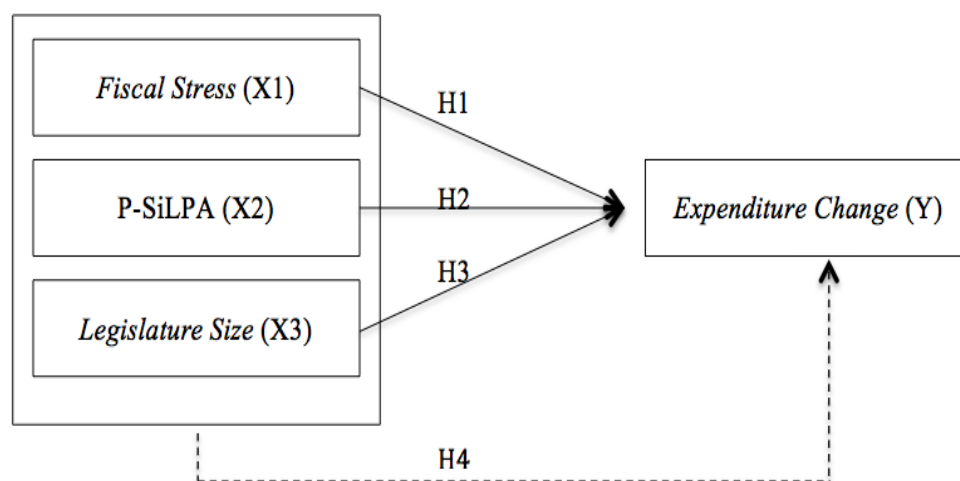 Fiscal Stress (X1)
H1
P-SiLPA (X2)
H2
Expenditure Change (Y)
H3
Legislature Size (X3)
H4